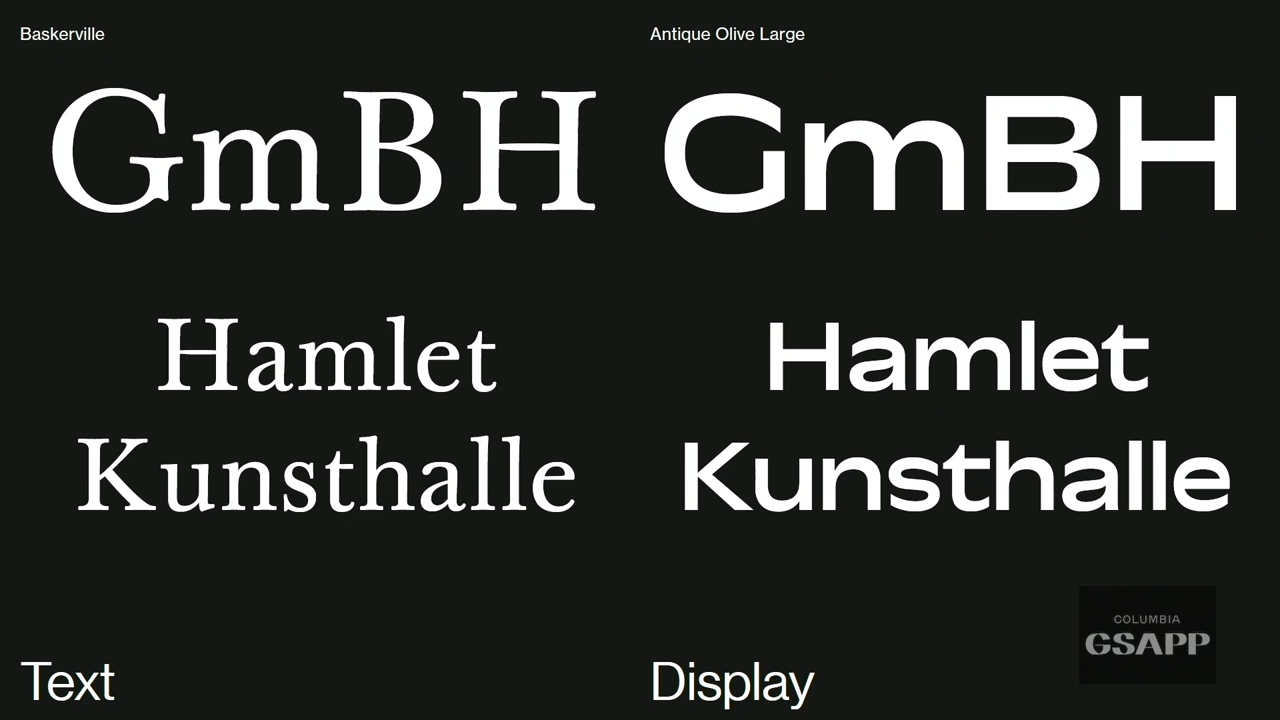 Baskerville
GmBH
Hamlet
Kunsthalle
Text
Antique Olive Large
GmBH
Hamlet
Kunsthalle
Display
COLUMBIA
GSAPP